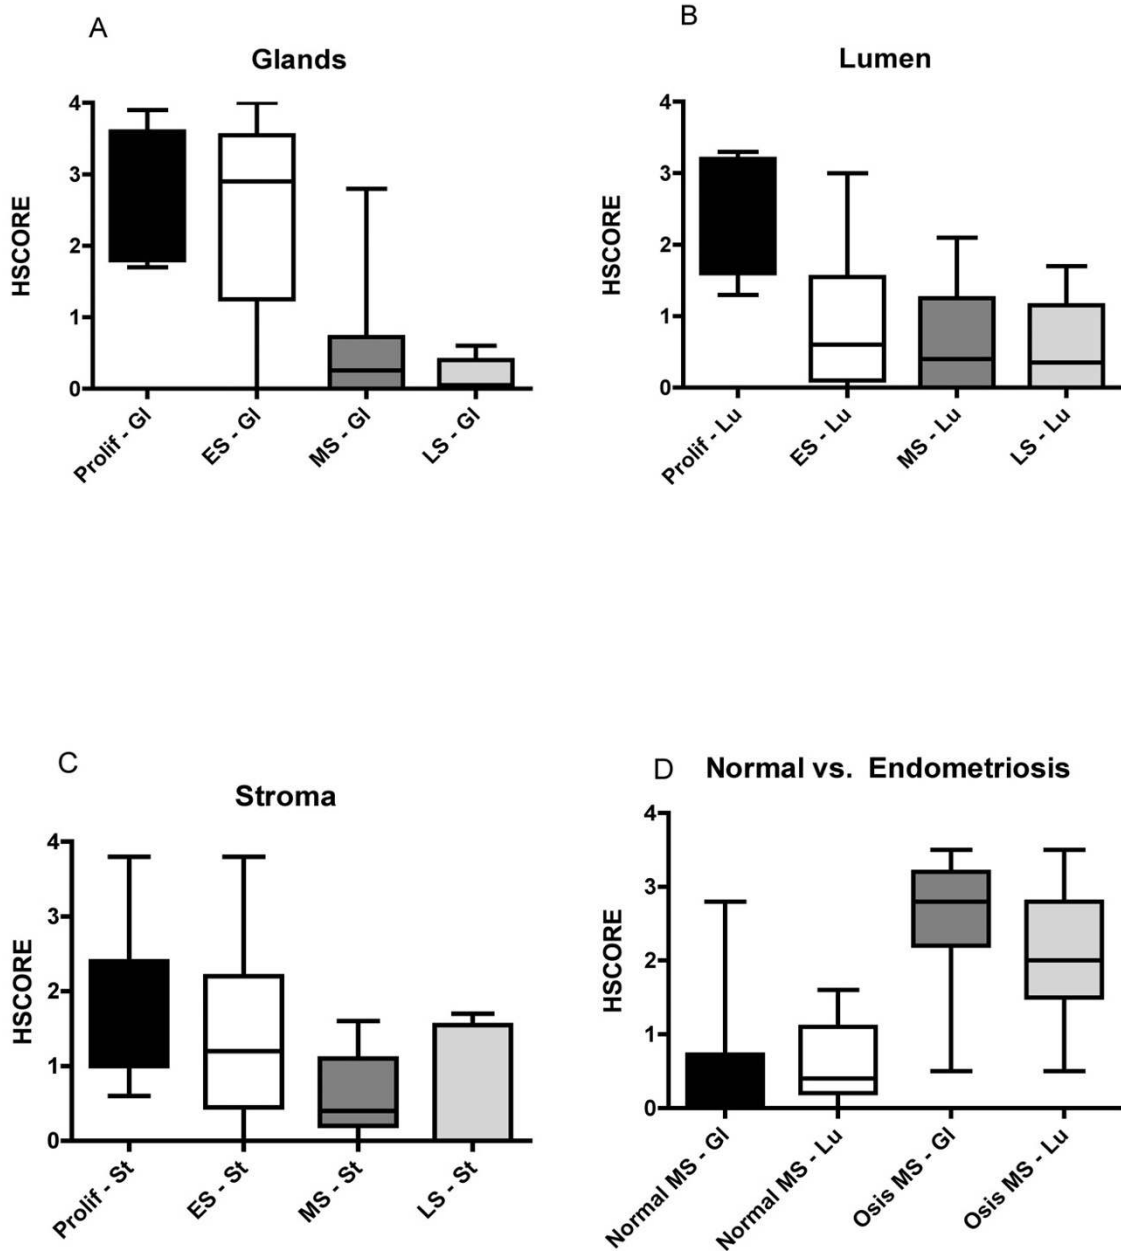 A
Glands
HSCORE
4
3
2
1
0
Prolif - Gl
ES - Gl
MS - Gl
LS - Gl
B
Lumen
HSCORE
4
3
2
1
0
Prolif - Lu
ES - Lu
MS - Lu
LS - Lu
C
Stroma
HSCORE
4
3
2
1
0
Prolif - St
ES - St
MS - St
LS - St
D Normal vs. Endometriosis
HSCORE
4
3
2
1
0
Normal MS - Gl
Normal MS - Lu
Osis MS - Gl
Osis MS - Lu